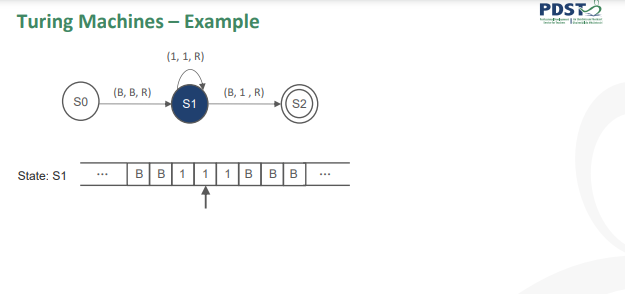 Turing Machines – Example
PDST
(1, 1, R)
S0
(B, B, R)
S1
(B, 1 , R)
S2
State: S1
... B B 1 1 1 B B B ...